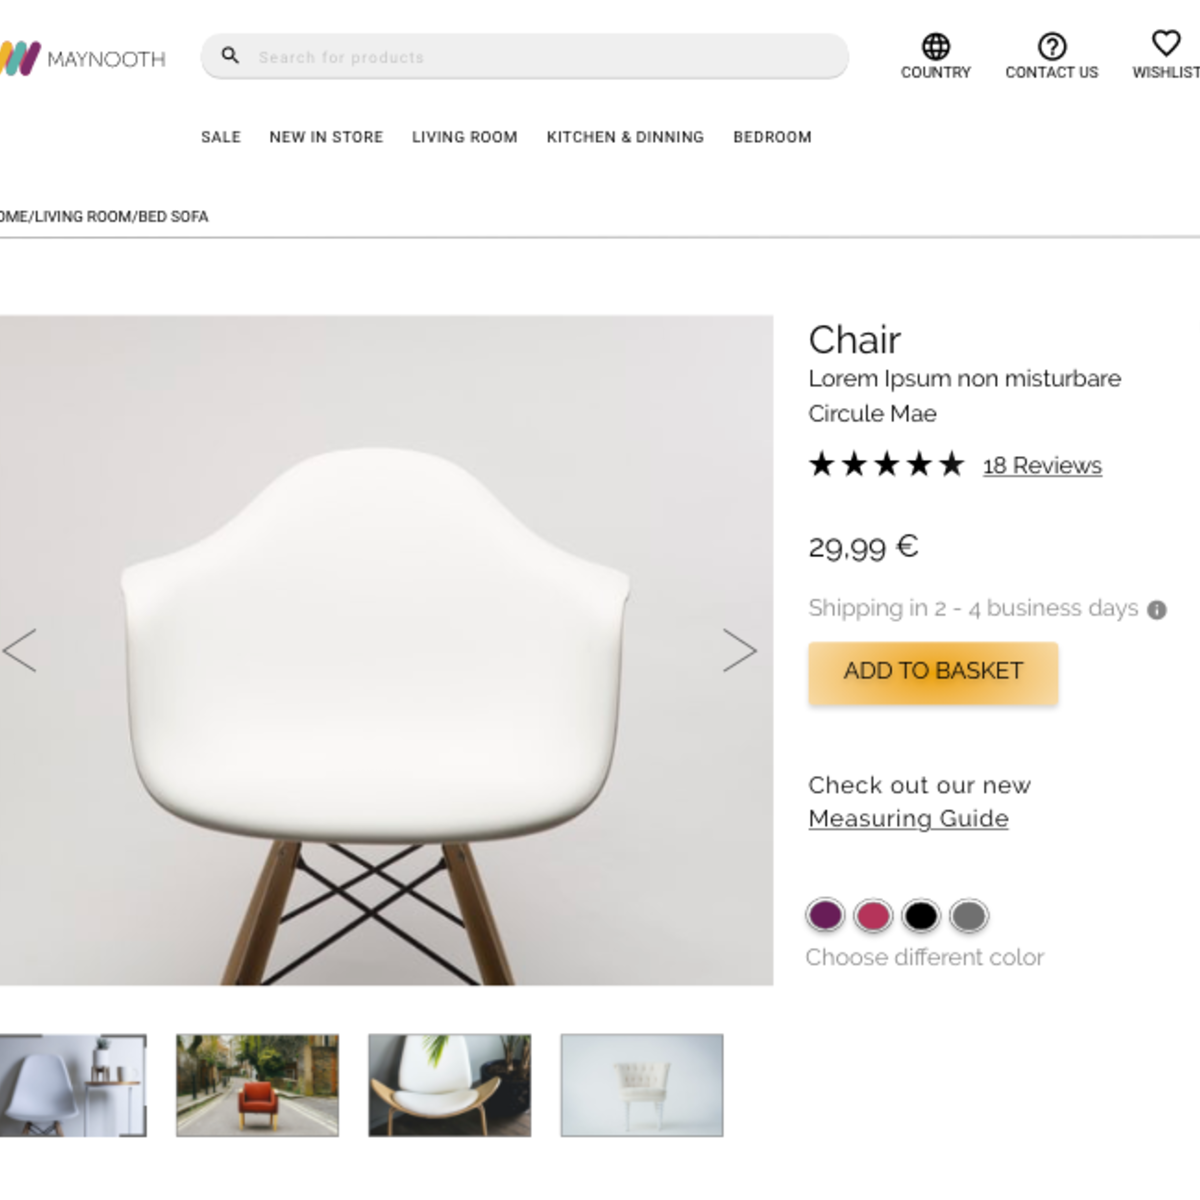 MAYNOOTH
Search for products
COUNTRY
CONTACT US
WISHLIST
SALE
NEW IN STORE
LIVING ROOM
KITCHEN & DINNING
BEDROOM
OME/LIVING ROOM/BED SOFA
Chair
Lorem Ipsum non misturbare
Circule Mae
18 Reviews
29,99 €
Shipping in 2 - 4 business days
ADD TO BASKET
Check out our new
Measuring Guide
Choose different color